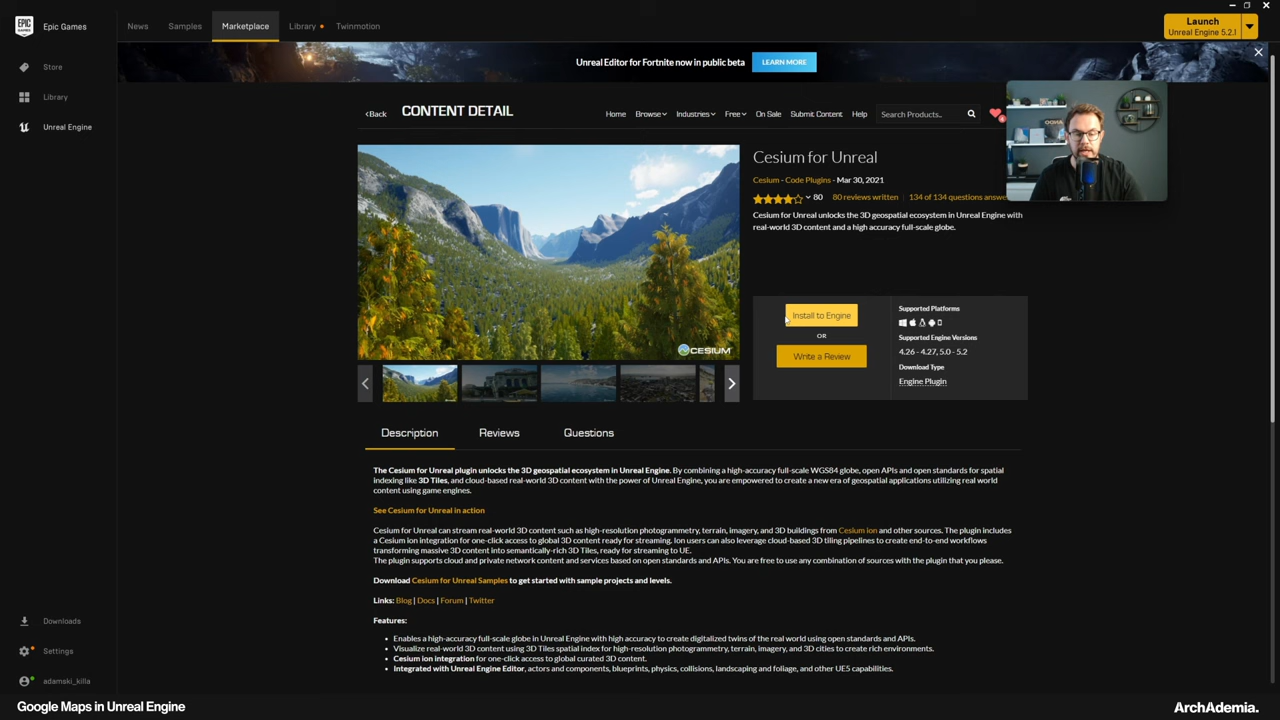 EPIC GAMES
Epic Games
News
Samples
Marketplace
Library
Twinmotion
Launch
Unreal Engine 5.2.1
Store
Library
Unreal Engine
Unreal Editor for Fortnite now in public beta
LEARN MORE
<Back
CONTENT DETAIL
Home
Browse
Industries
Free
On Sale
Submit Content
Help
Search Products..
Cesium for Unreal
Cesium - Code Plugins - Mar 30, 2021
80
80 reviews written
134 of 134 questions answe
Cesium for Unreal unlocks the 3D geospatial ecosystem in Unreal Engine with
real-world 3D content and a high accuracy full-scale globe.
Install to Engine
OR
Write a Review
Supported Platforms
Supported Engine Versions
4.26 - 4.27, 5.0 - 5.2
Download Type
Engine Plugin
CESIUM
Description
Reviews
Questions
The Cesium for Unreal plugin unlocks the 3D geospatial ecosystem in Unreal Engine. By combining a high-accuracy full-scale WGS84 globe, open APIs and open standards for spatial
indexing like 3D Tiles, and cloud-based real-world 3D content with the power of Unreal Engine, you are empowered to create a new era of geospatial applications utilizing real world
content using game engines.
See Cesium for Unreal in action
Cesium for Unreal can stream real-world 3D content such as high-resolution photogrammetry, terrain, imagery, and 3D buildings from Cesium ion and other sources. The plugin includes
a Cesium ion integration for one-click access to global 3D content ready for streaming. Ion users can also leverage cloud-based 3D tiling pipelines to create end-to-end workflows
transforming massive 3D content into semantically-rich 3D Tiles, ready for streaming to UE.
The plugin supports cloud and private network content and services based on open standards and APIs. You are free to use any combination of sources with the plugin that you please.
Download Cesium for Unreal Samples to get started with sample projects and levels.
Links: Blog | Docs | Forum | Twitter
Features:
Enables a high-accuracy full-scale globe in Unreal Engine with high accuracy to create digitalized twins of the real world using open standards and APIs.
Visualize real-world 3D content using 3D Tiles spatial index for high-resolution photogrammetry, terrain, imagery, and 3D cities to create rich environments.
Cesium ion integration for one-click access to global curated 3D content.
Integrated with Unreal Engine Editor, actors and components, blueprints, physics, collisions, landscaping and foliage, and other UE5 capabilities.
Downloads
Settings
adamski_killa
Google Maps in Unreal Engine
ArchAdemia.